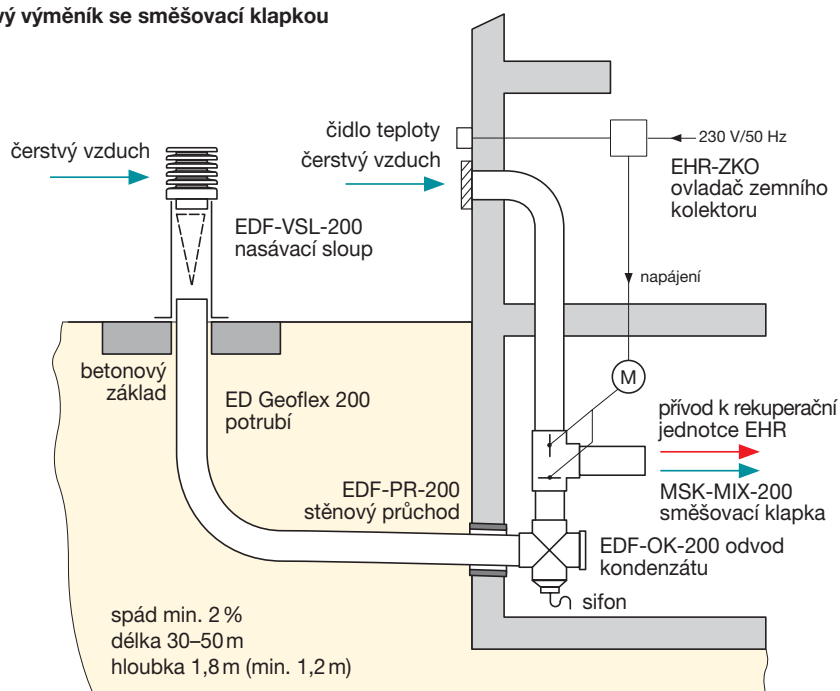 vý výměník se směšovací klapkou
čidlo teploty
230 V/50 Hz
čerstvý vzduch
čerstvý vzduch
EHR-ZKO
ovladač zemního
kolektoru
EDF-VSL-200
nasávací sloup
napájení
betonový
základ
M
ED Geoflex 200
potrubí
přívod k rekuperační
jednotce EHR
EDF-PR-200
stěnový průchod
MSK-MIX-200
směšovací klapka
EDF-OK-200 odvod
kondenzátu
sifon
spád min. 2 %
délka 30–50 m
hloubka 1,8 m (min. 1,2 m)